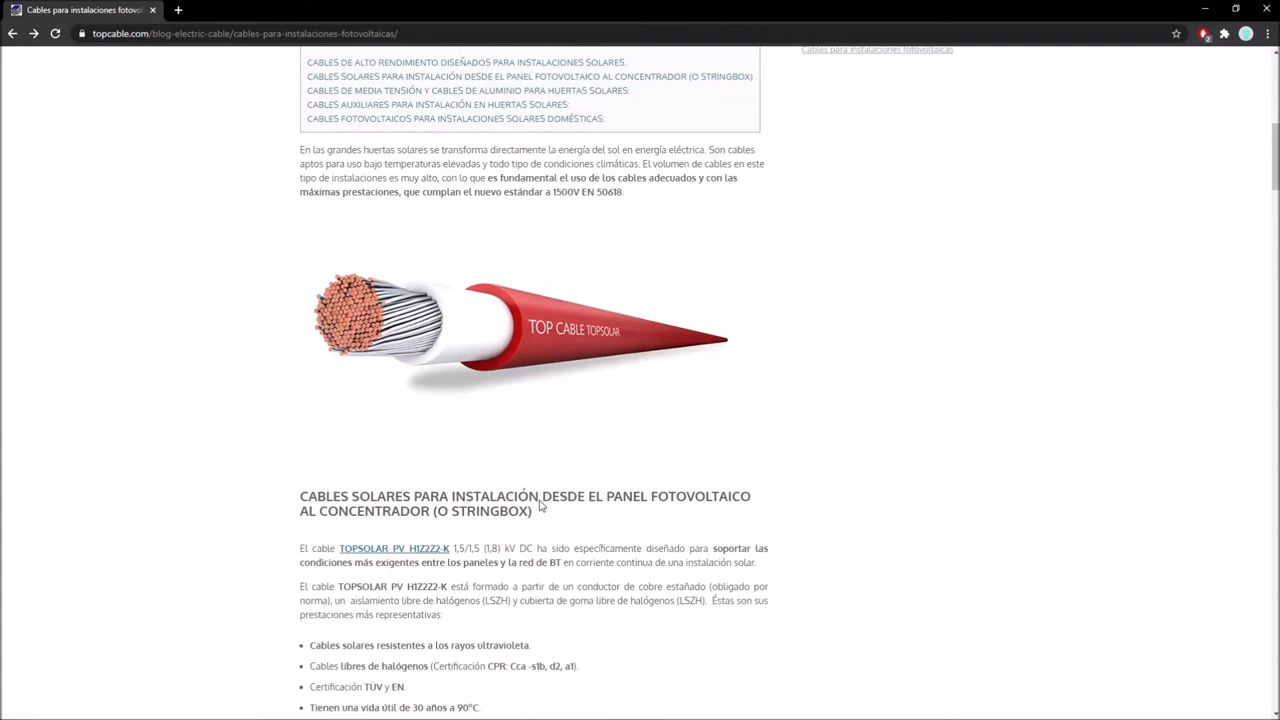 Cables para instalaciones fotovol
topcable.com/blog-electric-cable/cables-para-instalaciones-fotovoltaicas/
2
Cables para instalaciones fotovoltaicas
CABLES DE ALTO RENDIMIENTO DISEÑADOS PARA INSTALACIONES SOLARES.
CABLES SOLARES PARA INSTALACIÓN DESDE EL PANEL FOTOVOLTAICO AL CONCENTRADOR (O STRINGBOX)
CABLES DE MEDIA TENSIÓN Y CABLES DE ALUMINIO PARA HUERTAS SOLARES:
CABLES AUXILIARES PARA INSTALACIÓN EN HUERTAS SOLARES:
CABLES FOTOVOLTAICOS PARA INSTALACIONES SOLARES DOMÉSTICAS:
En las grandes huertas solares se transforma directamente la energía del sol en energía eléctrica. Son cables
aptos para uso bajo temperaturas elevadas y todo tipo de condiciones climáticas. El volumen de cables en este
tipo de instalaciones es muy alto, con lo que es fundamental el uso de los cables adecuados y con las
máximas prestaciones, que cumplan el nuevo estándar a 1500V EN 50618.
TOP CABLE TOPSOLAR
CABLES SOLARES PARA INSTALACIÓN DESDE EL PANEL FOTOVOLTAICO
AL CONCENTRADOR (O STRINGBOX)
El cable TOPSOLAR PV H1Z2Z2-K 1,5/1,5 (1,8) kV DC ha sido específicamente diseñado para soportar las
condiciones más exigentes entre los paneles y la red de BT en corriente continua de una instalación solar.
El cable TOPSOLAR PV H1Z2Z2-K está formado a partir de un conductor de cobre estañado (obligado por
norma), un aislamiento libre de halógenos (LSZH) y cubierta de goma libre de halógenos (LSZH). Éstas son sus
prestaciones más representativas:
• Cables solares resistentes a los rayos ultravioleta.
• Cables libres de halógenos (Certificación CPR: Cca -s1b, d2, a1).
• Certificación TÜV y EN.
• Tienen una vida útil de 30 años a 90ºC.